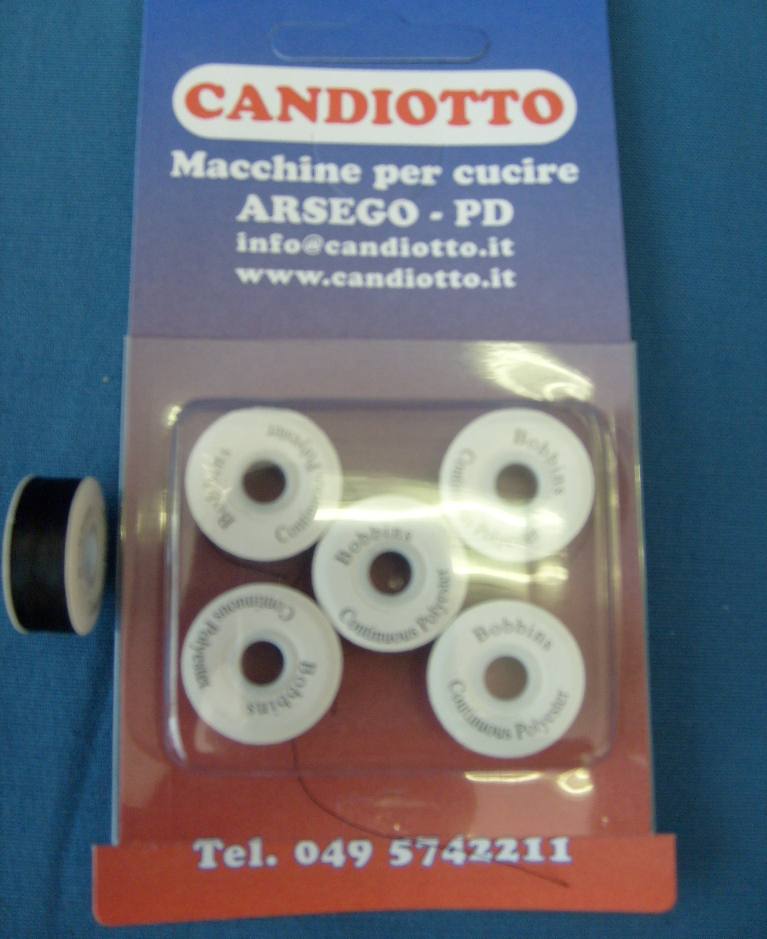 CANDIOTTO
Macchine per cucire
ARSEGO - PD
info@candiotto.it
www.candiotto.it
Bobbins
Continuous Polyester
Bobbins
Continuous Polyester
Bobbins
Continuous Polyester
Bobbins
Continuous Polyester
Bobbins
Continuous Polyester
Tel. 049 5742211